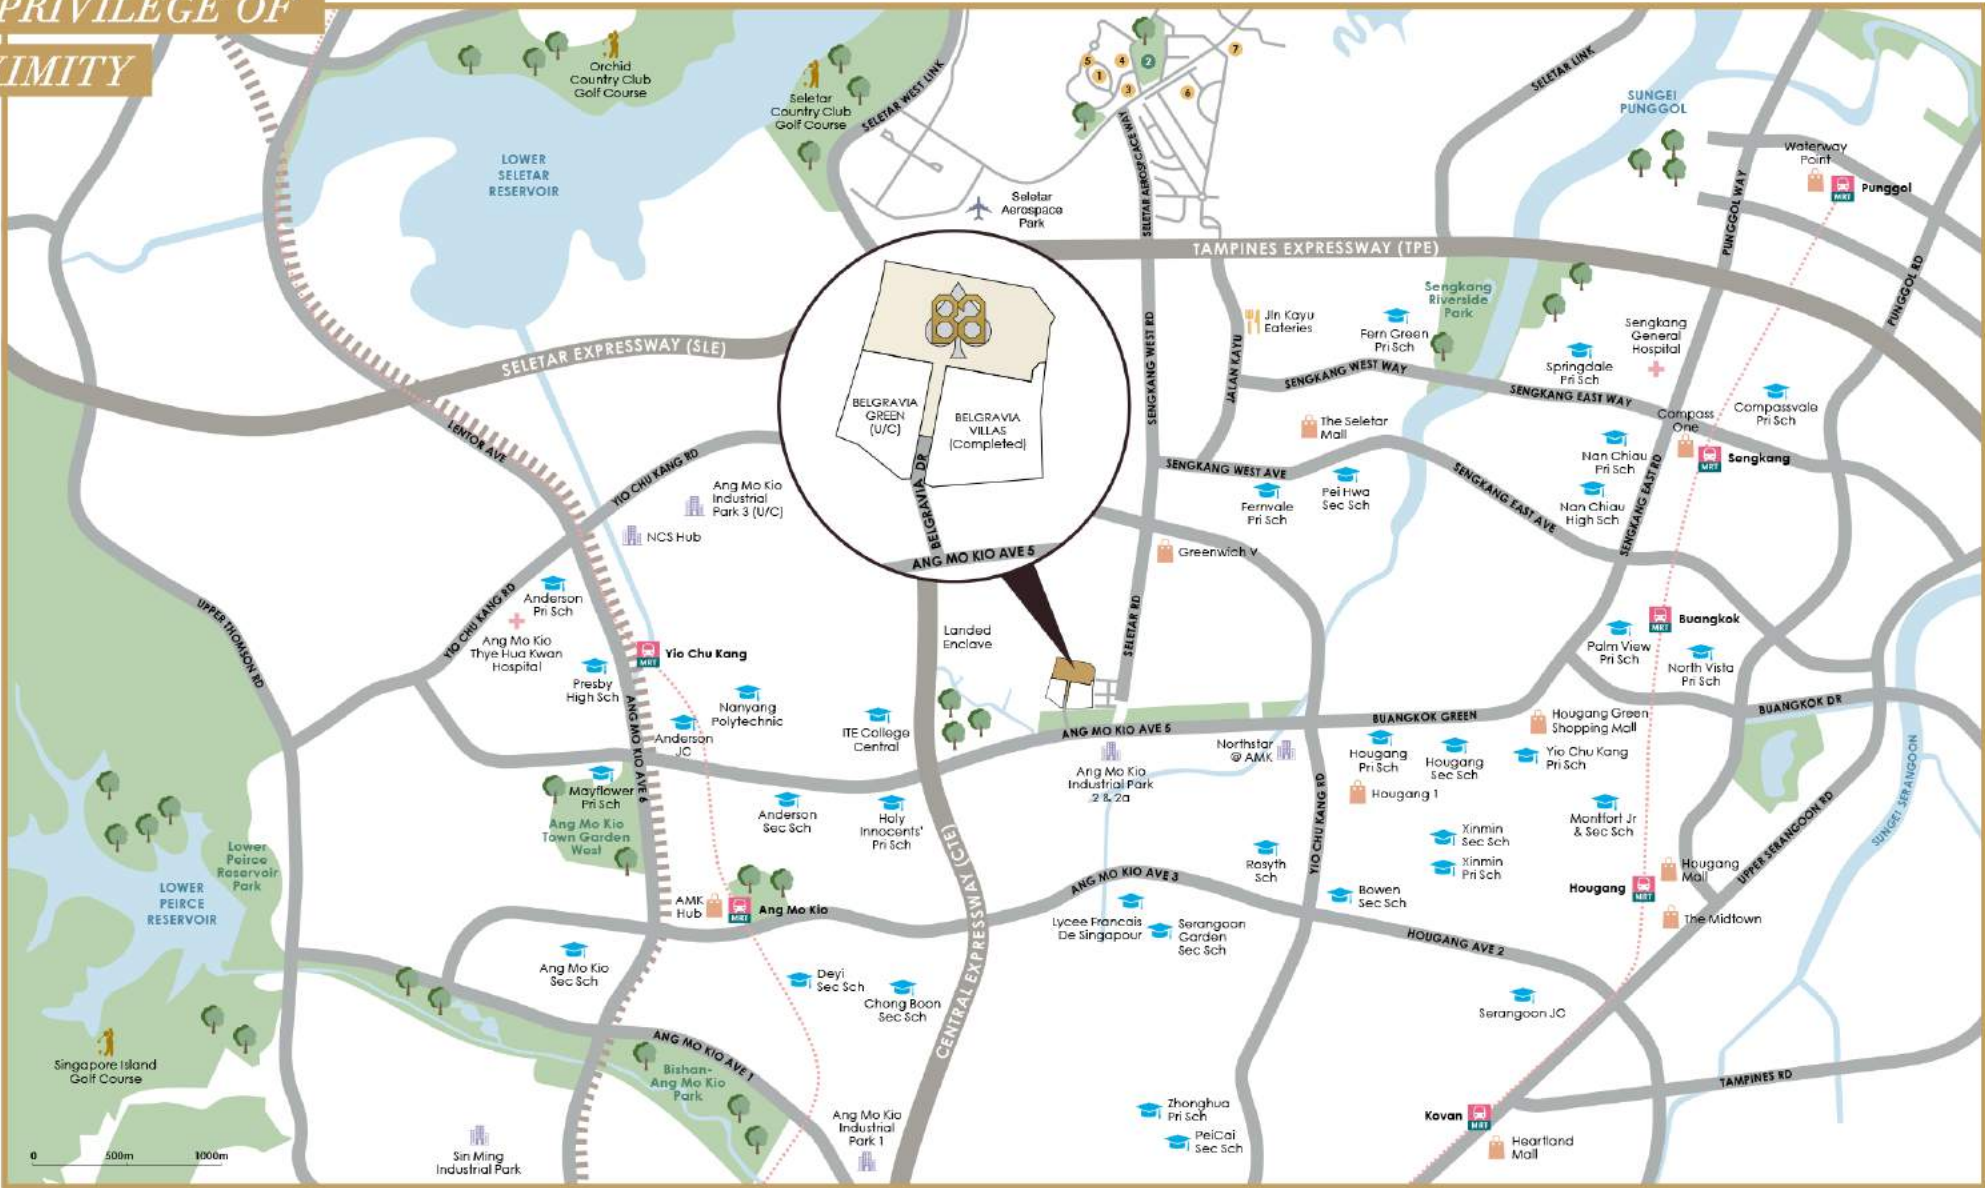 PRIVILEGE OF
XIMITY
Orchid
Country Club
Golf Course
Seletar
Country Club
Golf Course
SELETAR WEST LINK
5
1
4
2
3
6
7
SELETAR LINK
SUNGEI
PUNGGOL
Waterway
Point
MRT
Punggol
LOWER
SELETAR
RESERVOIR
Seletar
Aerospace
Park
SELETAR AEROSPCACE WAY
PUNGGOL WAY
PUNGGOL RD
TAMPINES EXPRESSWAY (TPE)
Sengkang
Riverside
Park
Jln Kayu
Eateries
Fern Green
Pri Sch
Springdale
Pri Sch
Sengkang
General
Hospital
SELETAR EXPRESSWAY (SLE)
SENGKANG WEST RD
JALAN KAYU
SENGKANG WEST WAY
SENGKANG EAST WAY
Compassvale
Pri Sch
Compass
One
MRT
Sengkang
BELGRAVIA
GREEN
(U/C)
BELGRAVIA
VILLAS
(Completed)
BELGRAVIA DR
ANG MO KIO AVE 5
The Seletar
Mall
SENGKANG WEST AVE
Fernvale
Pri Sch
Pei Hwa
Sec Sch
SENGKANG EAST AVE
Nan Chiau
Pri Sch
Nan Chiau
High Sch
SENGKANG EAST RD
LENTOR AVE
YIO CHU KANG RD
Ang Mo Kio
Industrial
Park 3 (U/C)
NCS Hub
Greenwich V
Anderson
Pri Sch
YIO CHU KANG RD
Ang Mo Kio
Thye Hua Kwan
Hospital
UPPER THOMSON RD
Presby
High Sch
MRT
Yio Chu Kang
Landed
Enclave
SELETAR RD
MRT
Buangkok
Palm View
Pri Sch
North Vista
Pri Sch
Nanyang
Polytechnic
Anderson
JC
ITE College
Central
ANG MO KIO AVE 6
ANG MO KIO AVE 5
BUANGKOK GREEN
BUANGKOK DR
Hougang Green
Shopping Mall
Northstar
@ AMK
Hougang
Pri Sch
Hougang
Sec Sch
Yio Chu Kang
Pri Sch
Ang Mo Kio
Industrial Park
2 & 2a
Hougang 1
Mayflower
Pri Sch
Ang Mo Kio
Town Garden
West
Anderson
Sec Sch
Holy
Innocents'
Pri Sch
Montfort Jr
& Sec Sch
SUNGEI SERANGOON
UPPER SERANGOON RD
YIO CHU KANG RD
Xinmin
Sec Sch
Xinmin
Pri Sch
Lower
Peirce
Reservoir
Park
LOWER
PEIRCE
RESERVOIR
Rosyth
Sch
Bowen
Sec Sch
Hougang
MRT
Hougang
Mall
The Midtown
AMK
Hub
MRT
Ang Mo Kio
ANG MO KIO AVE 3
CENTRAL EXPRESSWAY (CTE)
Lycee Francais
De Singapour
Serangoon
Garden
Sec Sch
HOUGANG AVE 2
Ang Mo Kio
Sec Sch
Deyi
Sec Sch
Chong Boon
Sec Sch
Serangoon JC
Singapore Island
Golf Course
ANG MO KIO AVE 1
Bishan-
Ang Mo Kio
Park
TAMPINES RD
Zhonghua
Pri Sch
PeiCai
Sec Sch
Kovan
MRT
Heartland
Mall
Ang Mo Kio
Industrial
Park 1
Sin Ming
Industrial Park
0 500m 1000m